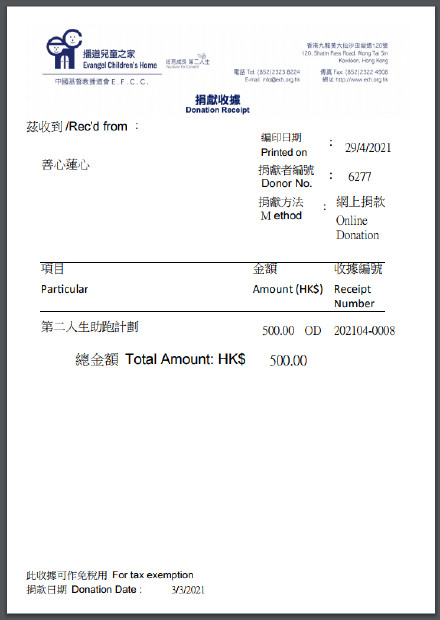 播道兒童之家
Evangel Children's Home
中國基督教播道會 E.F.C.C.
培育成長 第二人生
香港九龍黃大仙沙田坳道120號
120, Shatin Pass Road, Wong Tai Sin
Kowloon, Hong Kong
電話 Tel: (852)2323 8224 傳真 Fax: (852)2322 4908
E-mail: info@ech.org.hk 網址 http://www.ech.org.hk
捐獻收據
Donation Receipt
茲收到 /Rec'd from :
善心蓮心
編印日期 : 29/4/2021
Printed on
捐獻者編號 : 6277
Donor No.
捐獻方法 : 網上捐款
Method Online
Donation
項目 金額 收據編號
Particular Amount (HK$) Receipt
Number
第二人生助跑計劃 500.00 OD 202104-0008
總金額 Total Amount: HK$ 500.00
此收據可作免稅用 For tax exemption
捐款日期 Donation Date : 3/3/2021